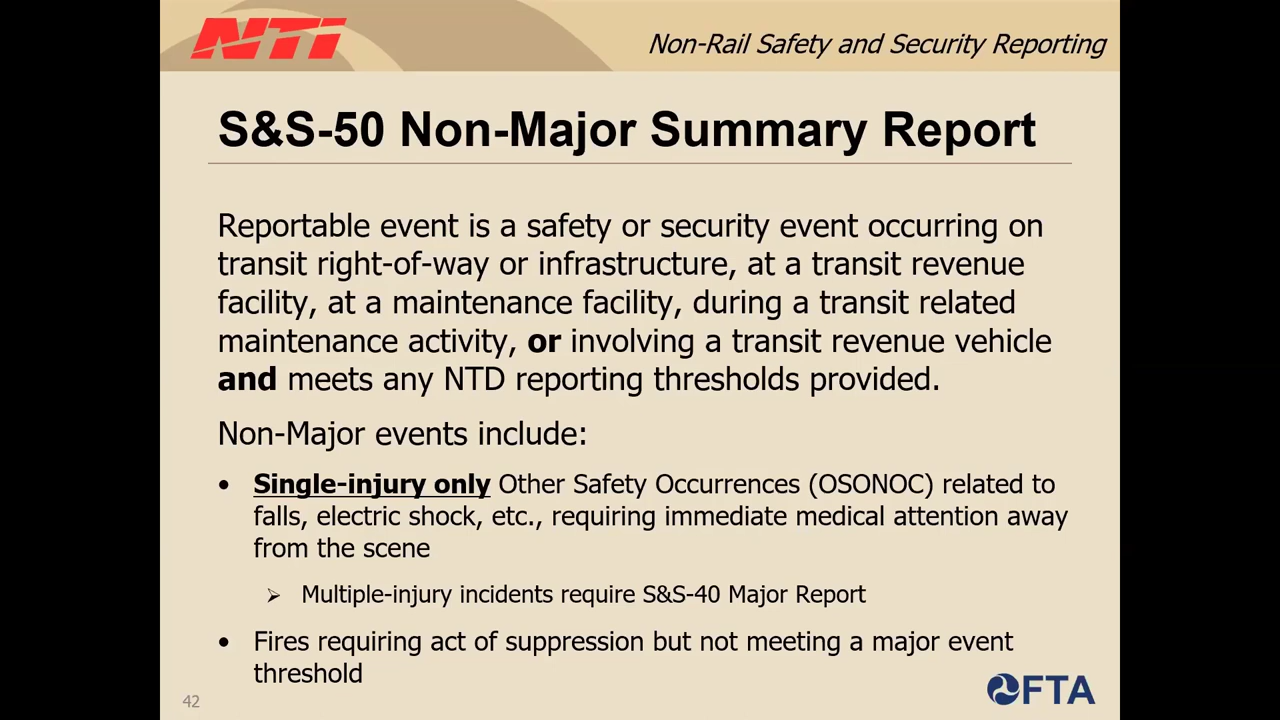 NTI
Non-Rail Safety and Security Reporting
S&S-50 Non-Major Summary Report
Reportable event is a safety or security event occurring on
transit right-of-way or infrastructure, at a transit revenue
facility, at a maintenance facility, during a transit related
maintenance activity, or involving a transit revenue vehicle
and meets any NTD reporting thresholds provided.
Non-Major events include:
• Single-injury only Other Safety Occurrences (OSONOC) related to
falls, electric shock, etc., requiring immediate medical attention away
from the scene
➢ Multiple-injury incidents require S&S-40 Major Report
• Fires requiring act of suppression but not meeting a major event
threshold
42
FTA